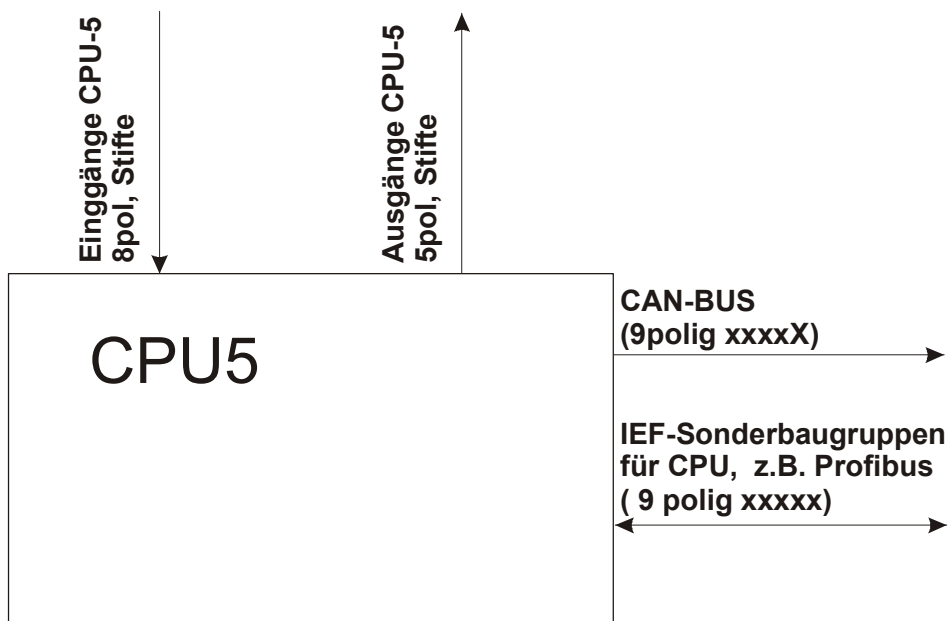 Einggänge CPU-5
8pol, Stifte
Ausgänge CPU-5
5pol, Stifte
CPU5
CAN-BUS
(9polig xxxxX)
IEF-Sonderbaugruppen
für CPU, z.B. Profibus
( 9 polig xxxxx)